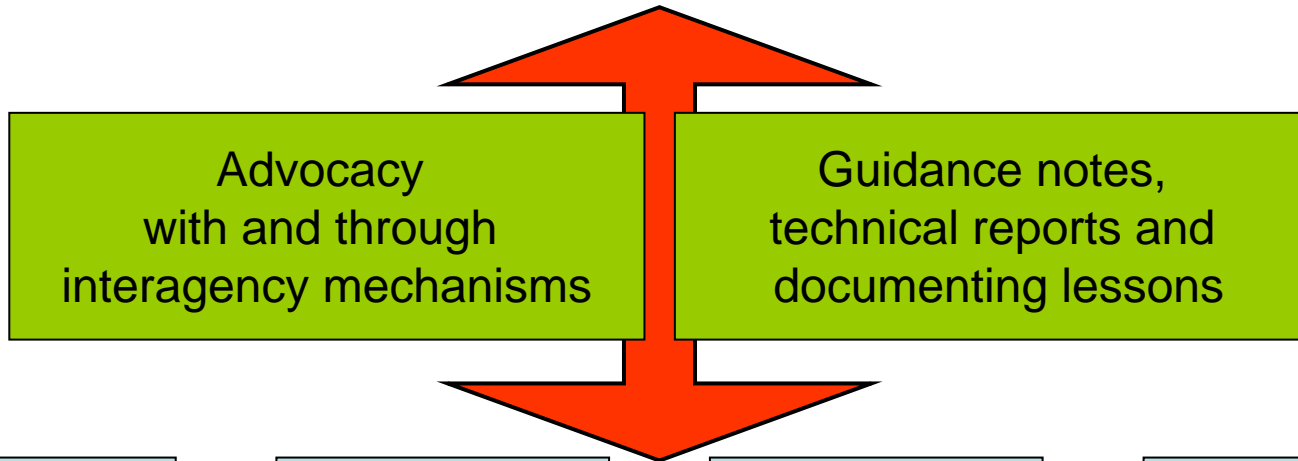 Advocacy
with and through
interagency mechanisms
Guidance notes,
technical reports and
documenting lessons